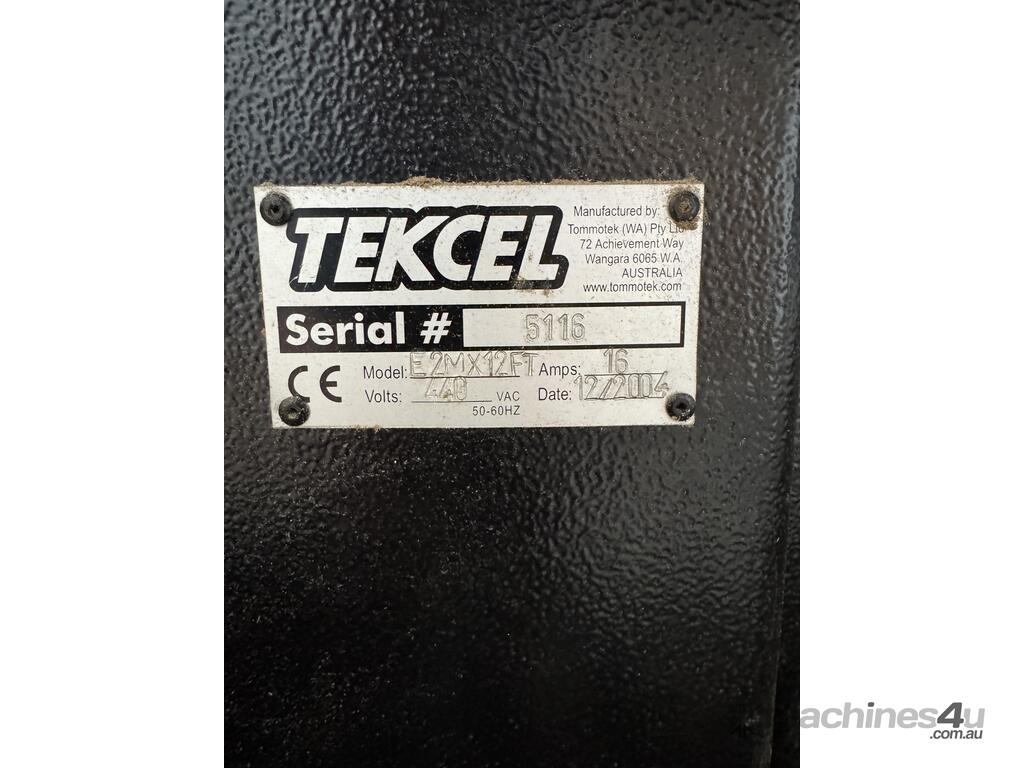 TEKCEL
Manufactured by:
Tommotek (WA) Pty Ltd
72 Achievement Way
Wangara 6065 W.A.
AUSTRALIA
www.tommotek.com
Serial # 5116
Model: E2MX12FT Amps: 16
CE Volts: 440 VAC Date: 12/2004
50-60HZ
achines4u
.com.au